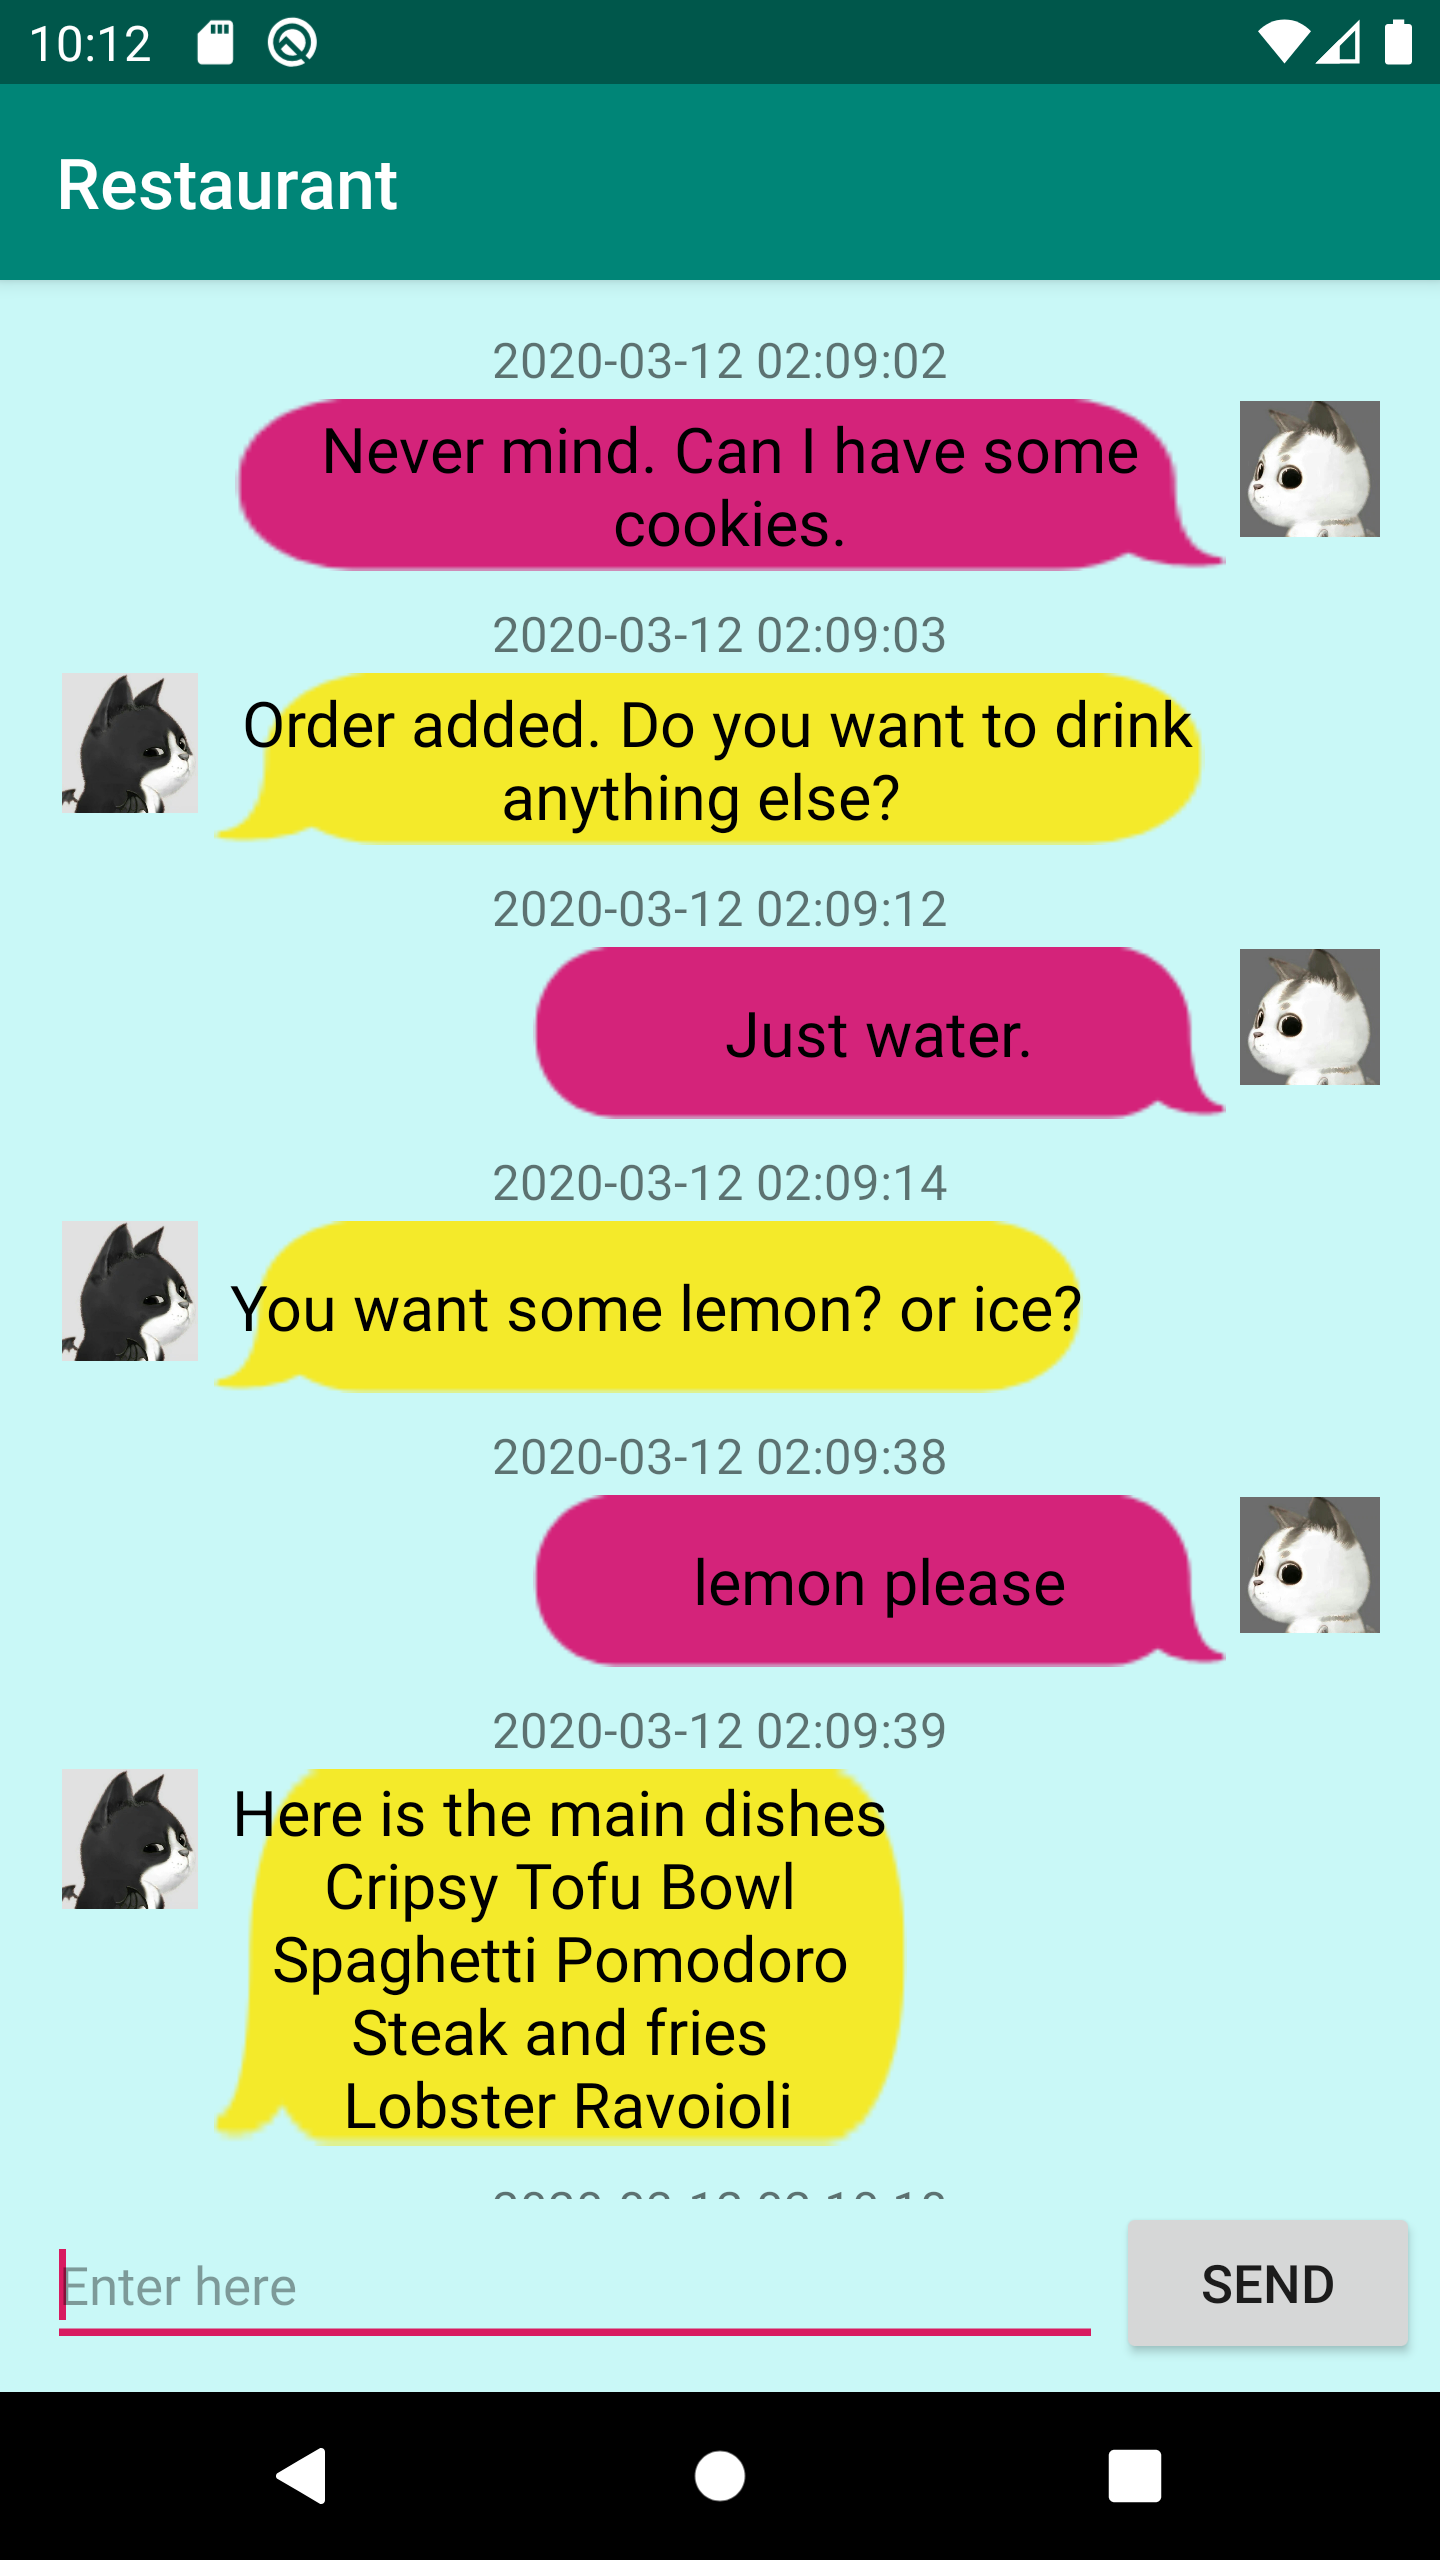 10:12
Restaurant
2020-03-12 02:09:02
Never mind. Can I have some
cookies.
2020-03-12 02:09:03
Order added. Do you want to drink
anything else?
2020-03-12 02:09:12
Just water.
2020-03-12 02:09:14
You want some lemon? or ice?
2020-03-12 02:09:38
lemon please
2020-03-12 02:09:39
Here is the main dishes
Cripsy Tofu Bowl
Spaghetti Pomodoro
Steak and fries
Lobster Ravoioli
Enter here
SEND